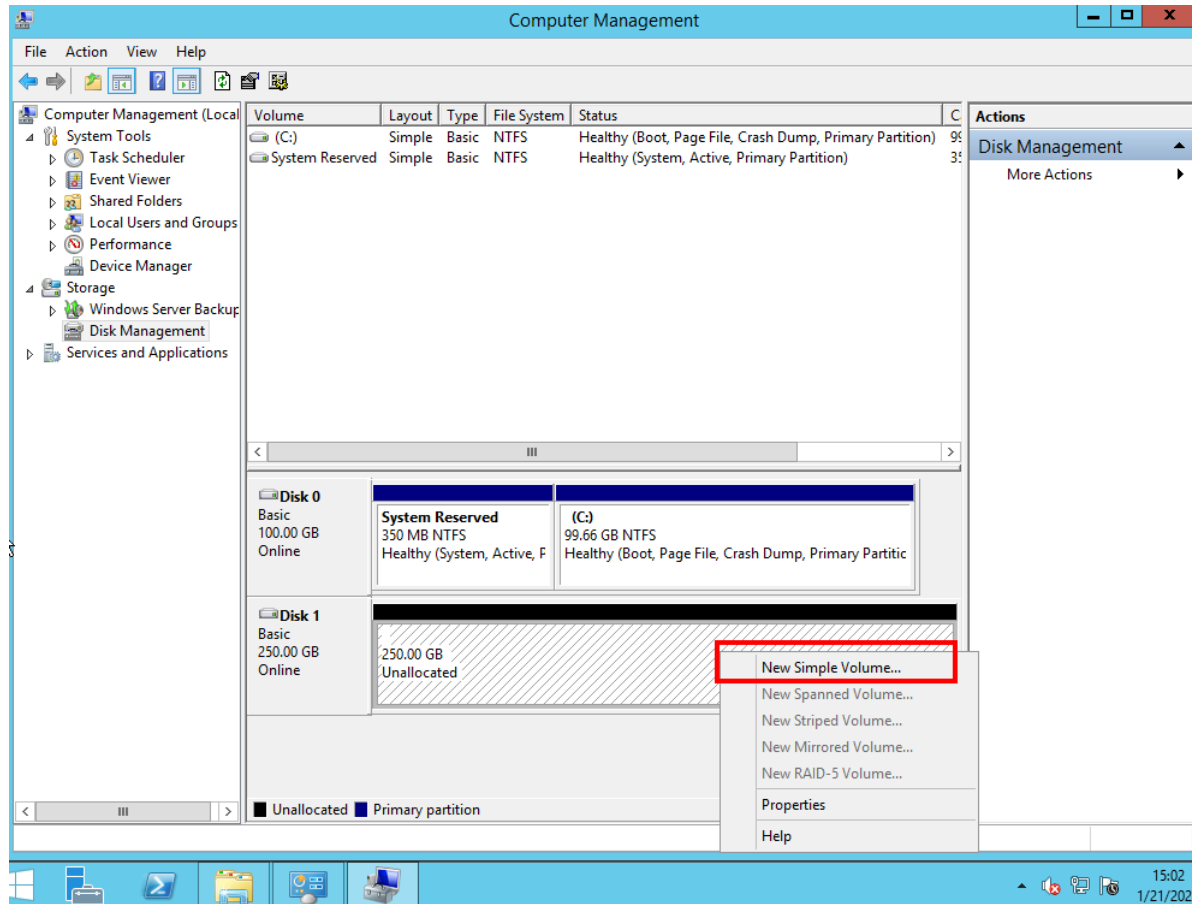 Computer Management
File Action View Help
Computer Management (Local
System Tools
Task Scheduler
Event Viewer
Shared Folders
Local Users and Groups
Performance
Device Manager
Storage
Windows Server Backup
Disk Management
Services and Applications
Volume Layout Type File System Status C
(C:) Simple Basic NTFS Healthy (Boot, Page File, Crash Dump, Primary Partition) 99
System Reserved Simple Basic NTFS Healthy (System, Active, Primary Partition) 35
Disk 0
Basic
100.00 GB
Online
System Reserved
350 MB NTFS
Healthy (System, Active, P
(C:)
99.66 GB NTFS
Healthy (Boot, Page File, Crash Dump, Primary Partitic
Disk 1
Basic
250.00 GB
Online
250.00 GB
Unallocated
Unallocated Primary partition
Actions
Disk Management
More Actions
New Simple Volume...
New Spanned Volume...
New Striped Volume...
New Mirrored Volume...
New RAID-5 Volume...
Properties
Help
15:02
1/21/202